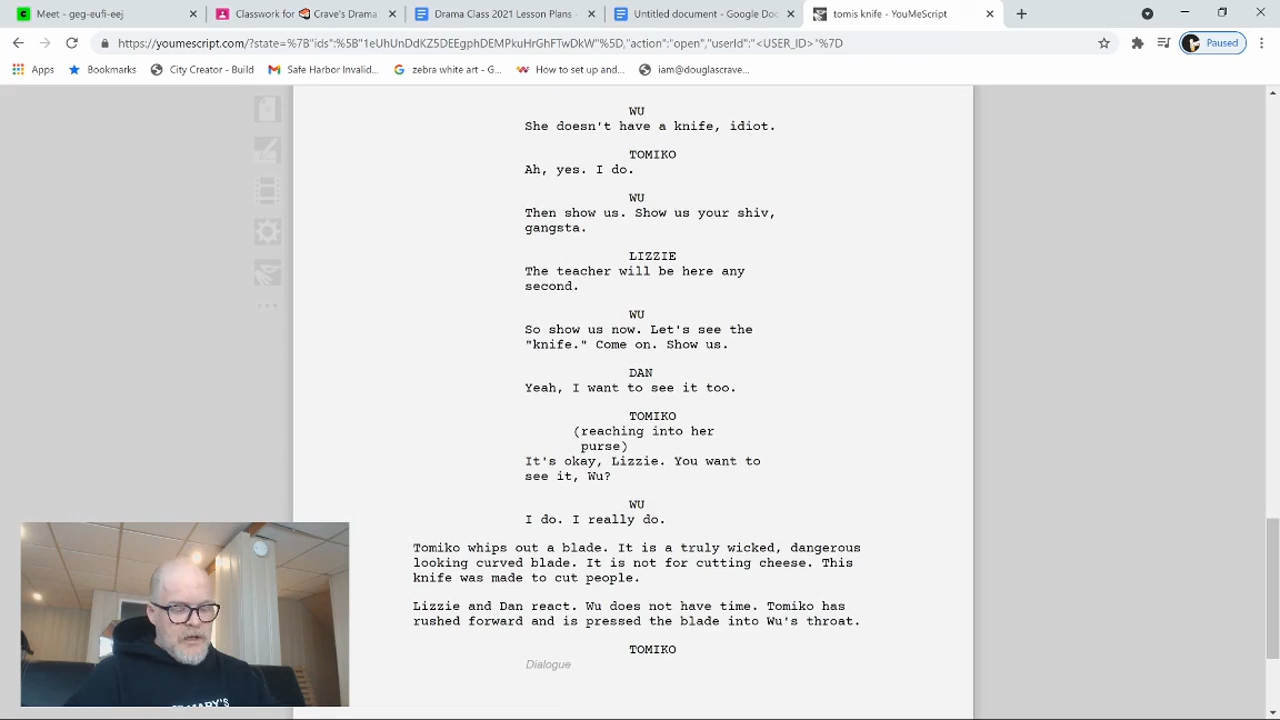 Meet - geg-eufi-eej
Classwork for Crave's Drama
Drama Class 2021 Lesson Plans -
Untitled document - Google Doc
tomis knife - YouMeScript
https://youmescript.com/?state=%7B"ids":%5B"1eUhUnDdKZ5DEEgphDEMPkuHrGhFTwDkW"%5D,"action":"open","userId":"<USER_ID>"%7D
Paused
Apps
Bookmarks
City Creator - Build
Safe Harbor Invalid...
zebra white art - G...
How to set up and...
iam@douglascrave...
WU
She doesn't have a knife, idiot.
TOMIKO
Ah, yes. I do.
WU
Then show us. Show us your shiv,
gangsta.
LIZZIE
The teacher will be here any
second.
WU
So show us now. Let's see the
"knife." Come on. Show us.
DAN
Yeah, I want to see it too.
TOMIKO
(reaching into her
purse)
It's okay, Lizzie. You want to
see it, Wu?
WU
I do. I really do.
Tomiko whips out a blade. It is a truly wicked, dangerous
looking curved blade. It is not for cutting cheese. This
knife was made to cut people.
Lizzie and Dan react. Wu does not have time. Tomiko has
rushed forward and is pressed the blade into Wu's throat.
TOMIKO
Dialogue
MARY'S